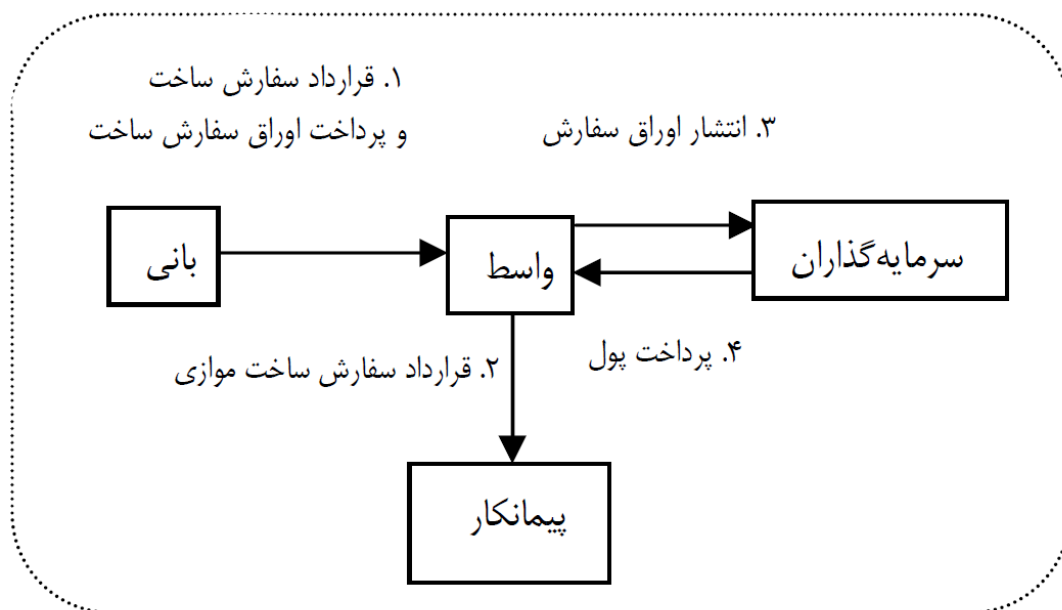 ۱. قرارداد سفارش ساخت
و پرداخت اوراق سفارش ساخت
۳. انتشار اوراق سفارش
بانی
واسط
سرمایه‌گذاران
۲. قرارداد سفارش ساخت موازی
۴. پرداخت پول
پیمانکار